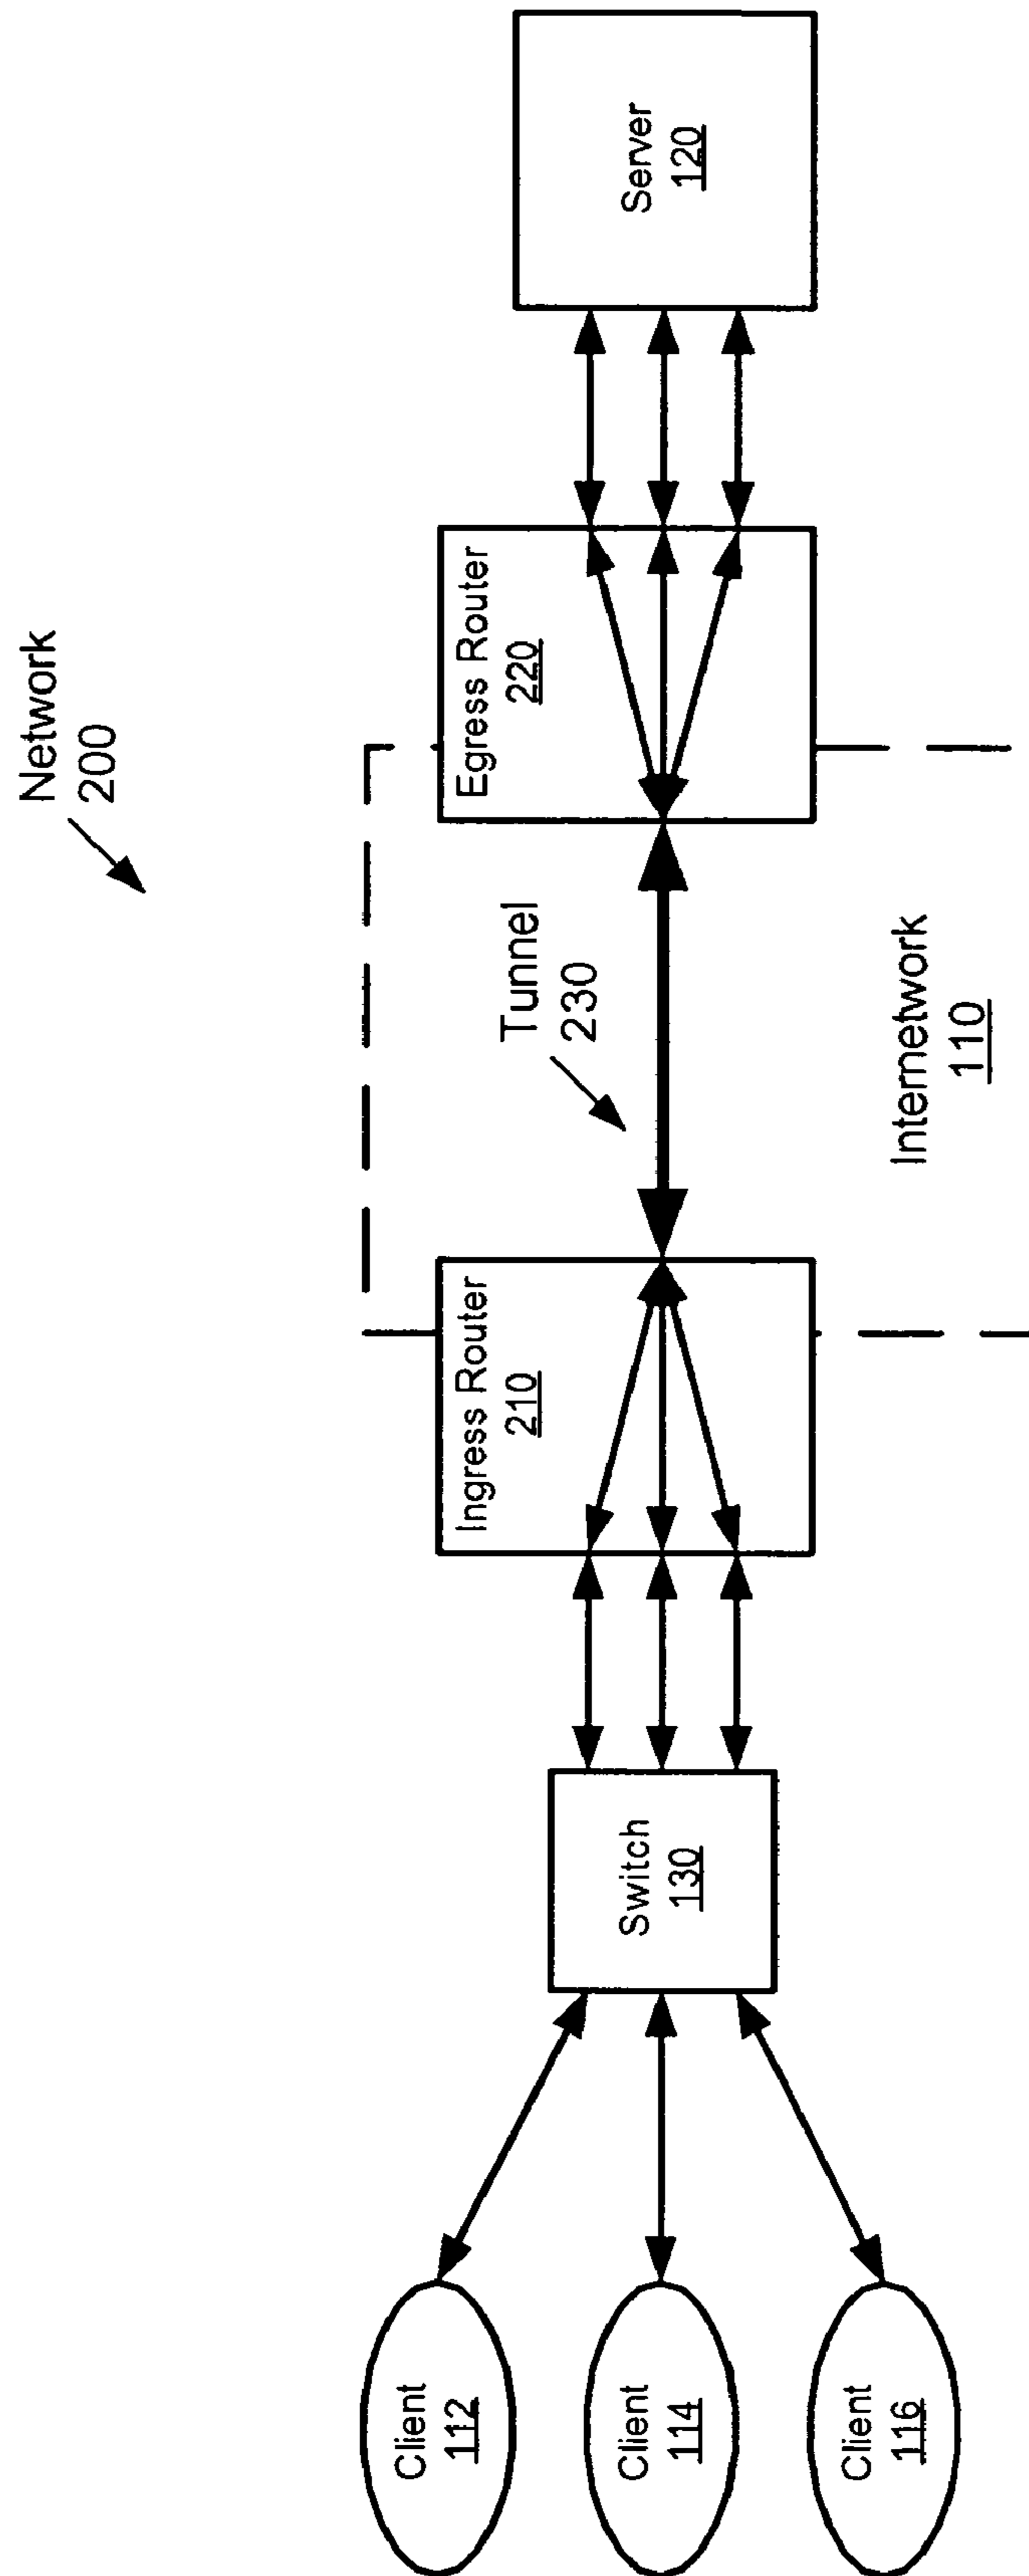 Network
200
Client
112
Client
114
Client
116
Switch
130
Ingress Router
210
Tunnel
230
Internetwork
110
Egress Router
220
Server
120